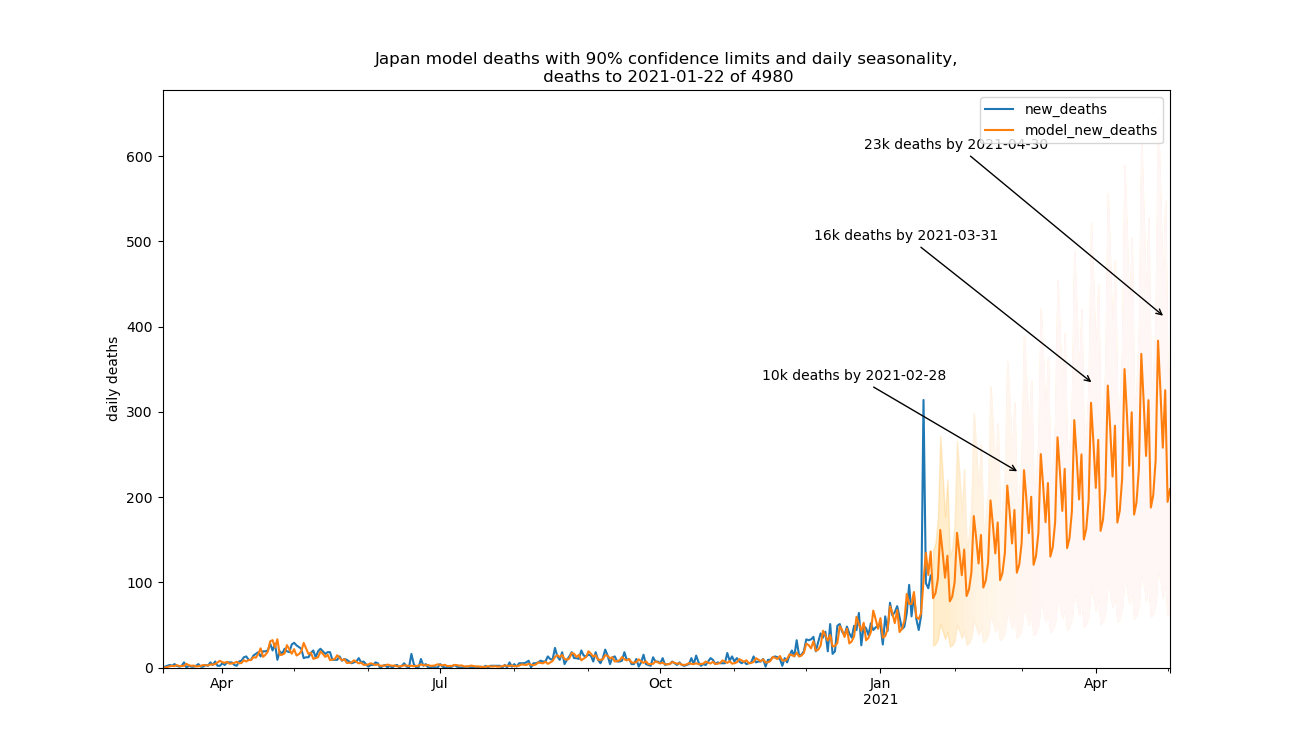 Japan model deaths with 90% confidence limits and daily seasonality,
deaths to 2021-01-22 of 4980
new_deaths
model_new_deaths
23k deaths by 2021-04-30
16k deaths by 2021-03-31
10k deaths by 2021-02-28
daily deaths
600
500
400
300
200
100
0
Apr
Jul
Oct
Jan
2021
Apr